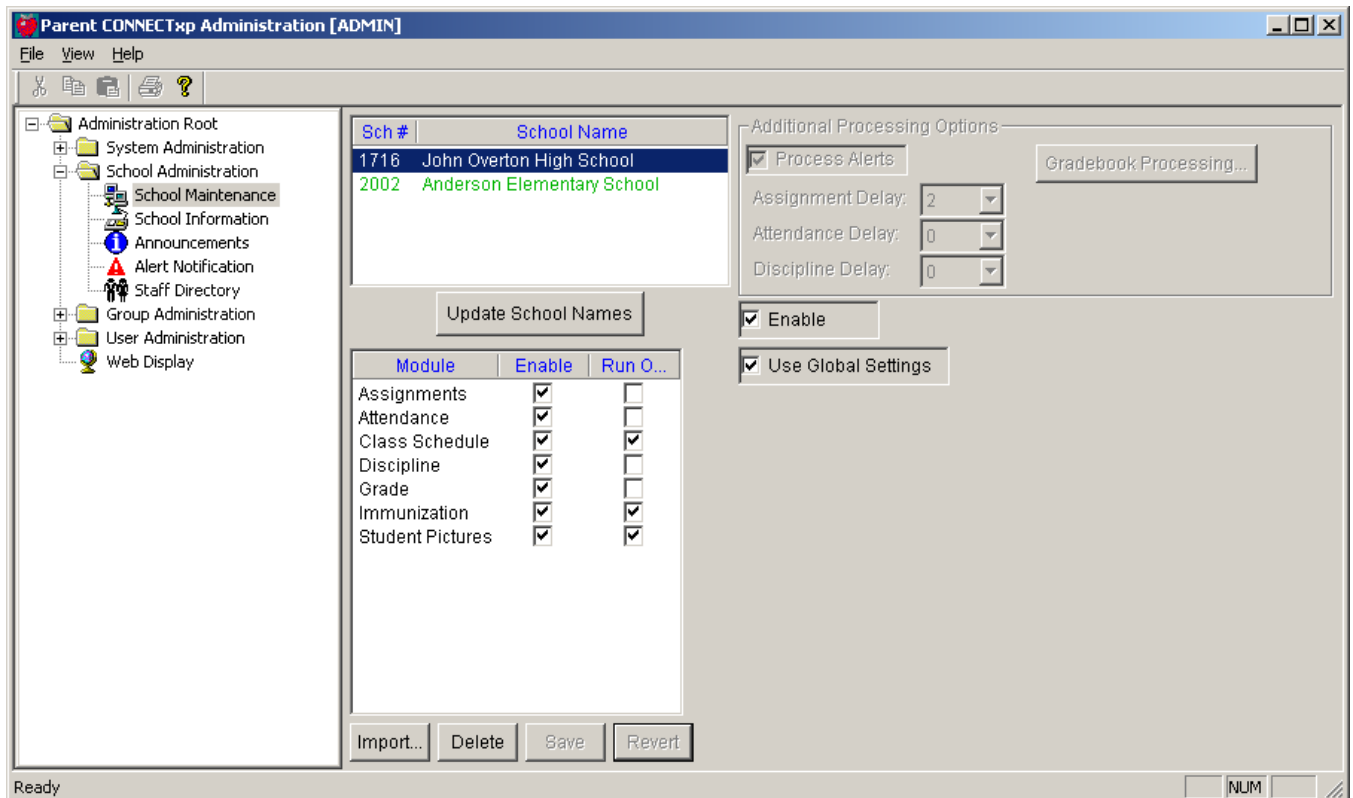 Parent CONNECTxp Administration [ADMIN]
File View Help
Administration Root
System Administration
School Administration
School Maintenance
School Information
Announcements
Alert Notification
Staff Directory
Group Administration
User Administration
Web Display
Sch # School Name
1716 John Overton High School
2002 Anderson Elementary School
Update School Names
Module Enable Run O...
Assignments
Attendance
Class Schedule
Discipline
Grade
Immunization
Student Pictures
Import... Delete Save Revert
Additional Processing Options
Process Alerts Gradebook Processing...
Assignment Delay: 2
Attendance Delay: 0
Discipline Delay: 0
Enable
Use Global Settings
Ready NUM